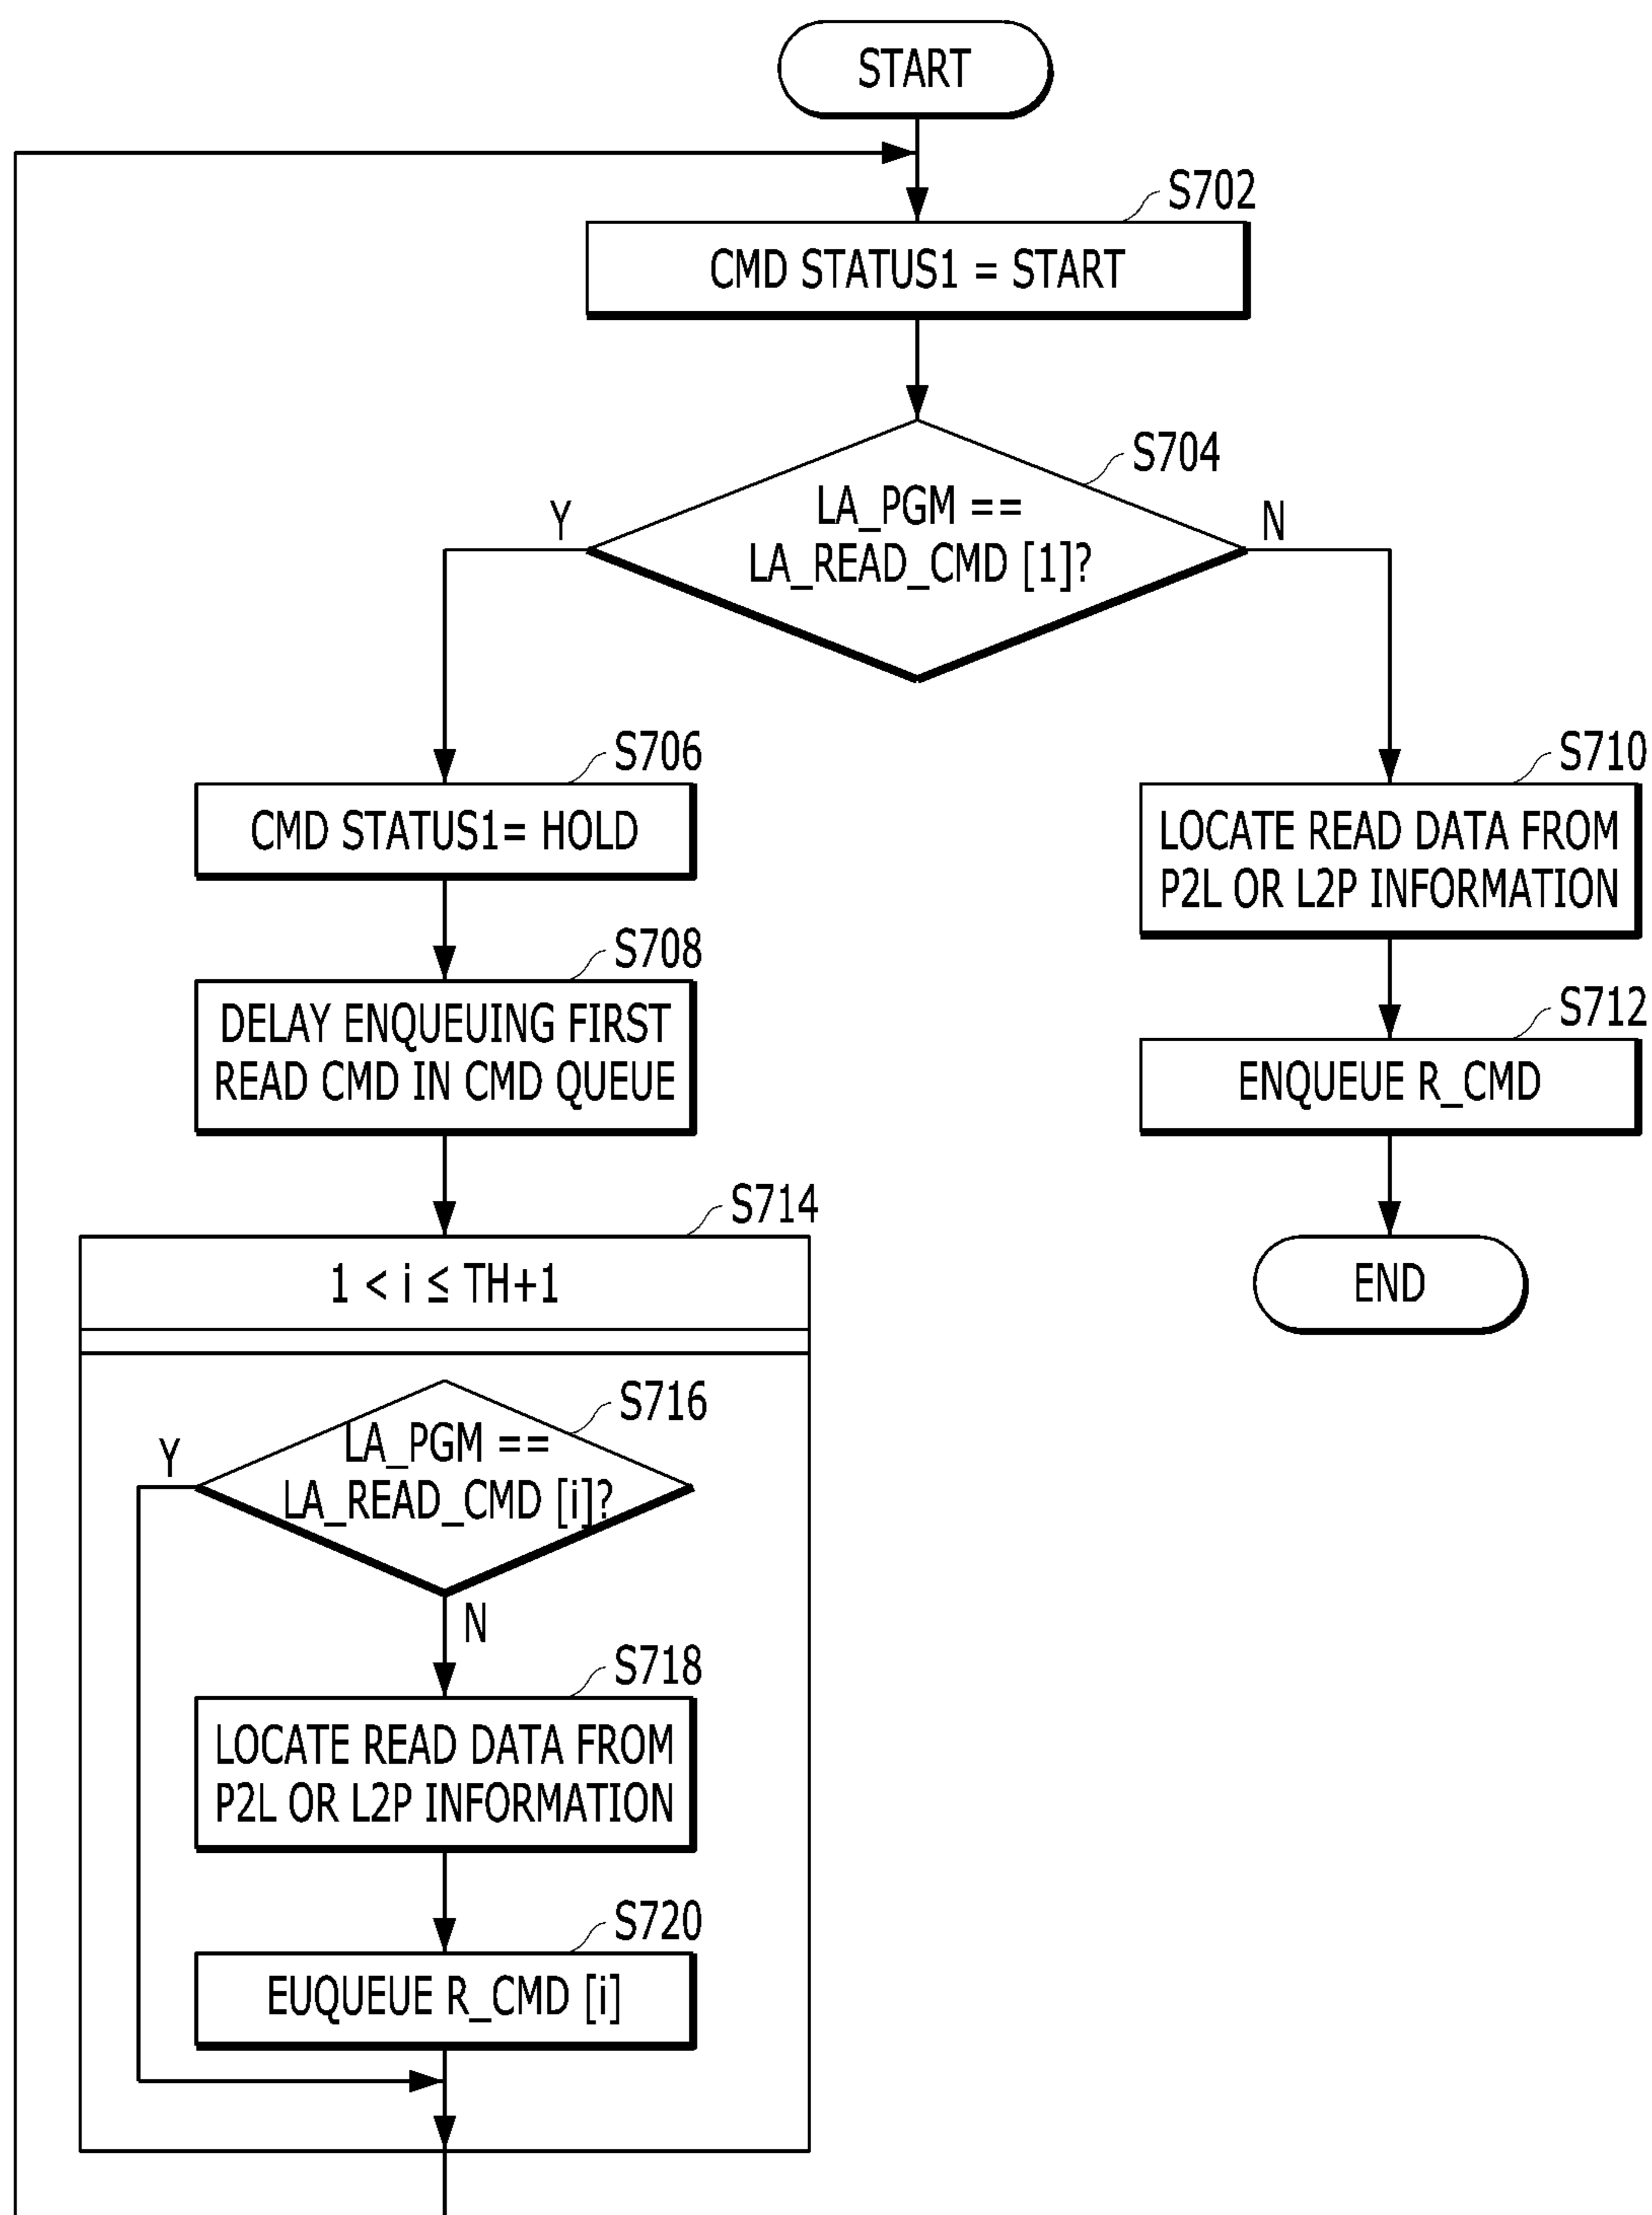 START
S702
CMD STATUS1 = START
S704
Y
LA_PGM ==
LA_READ_CMD [1]?
N
S706
CMD STATUS1= HOLD
S710
LOCATE READ DATA FROM
P2L OR L2P INFORMATION
S708
DELAY ENQUEUING FIRST
READ CMD IN CMD QUEUE
S712
ENQUEUE R_CMD
END
S714
1 < i ≤ TH+1
S716
Y
LA_PGM ==
LA_READ_CMD [i]?
N
S718
LOCATE READ DATA FROM
P2L OR L2P INFORMATION
S720
EUQUEUE R_CMD [i]